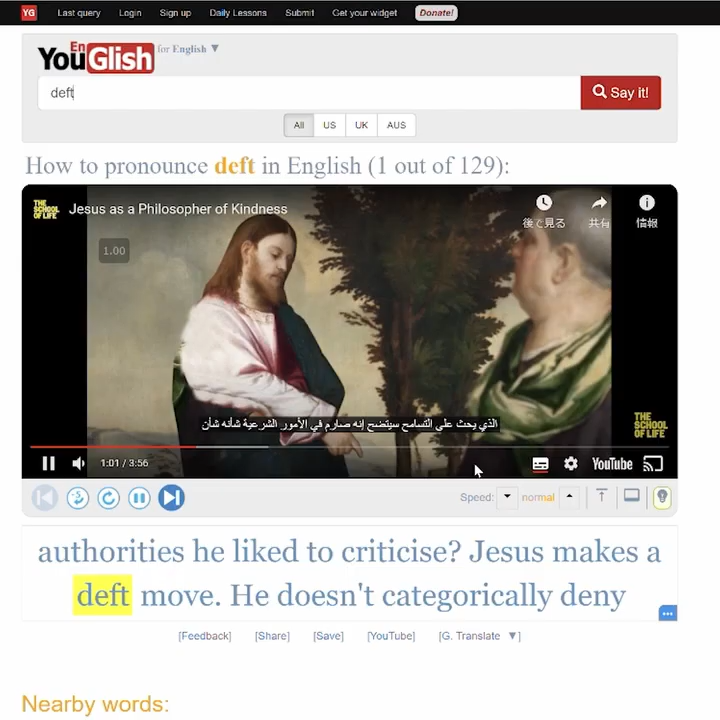 YG Last query Login Sign up Daily Lessons Submit Get your widget Donate!
En
YouGlish for English ▼
deft
Say it!
All US UK AUS
How to pronounce deft in English (1 out of 129):
THE SCHOOL OF LIFE
Jesus as a Philosopher of Kindness
後で見る 共有 情報
1.00
الذي يحث على التسامح سيتضح إنه صارم في الأمور الشرعية شأنه شأن
THE
SCHOOL
OF LIFE
1:01 / 3:56
YouTube
Speed: normal
authorities he liked to criticise? Jesus makes a
deft move. He doesn't categorically deny
[Feedback] [Share] [Save] [YouTube] [G. Translate ▼]
Nearby words: